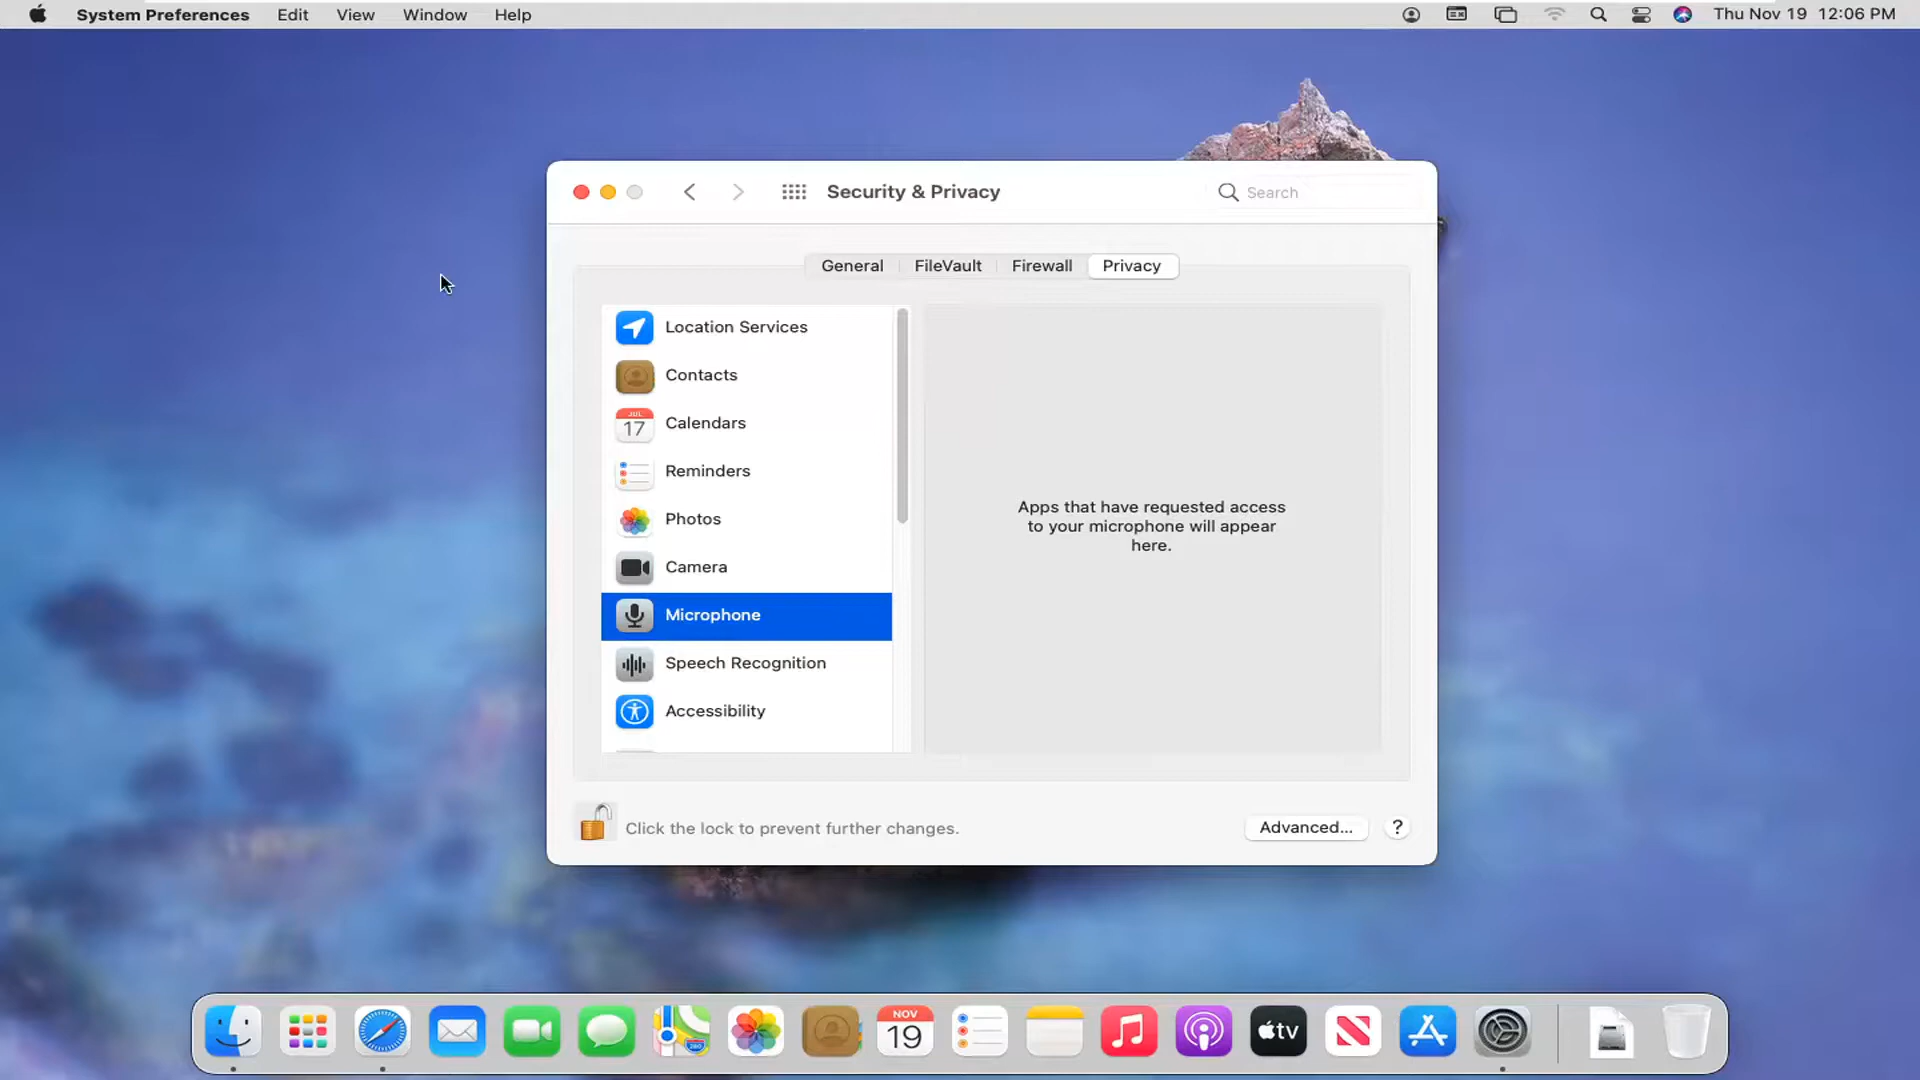 System Preferences Edit View Window Help Thu Nov 19 12:06 PM
Security & Privacy Search
General FileVault Firewall Privacy
Location Services
Contacts
JUL
17 Calendars
Reminders
Photos
Camera
Microphone
Speech Recognition
Accessibility
Apps that have requested access
to your microphone will appear
here.
Click the lock to prevent further changes. Advanced... ?
NOV
19
tv
280